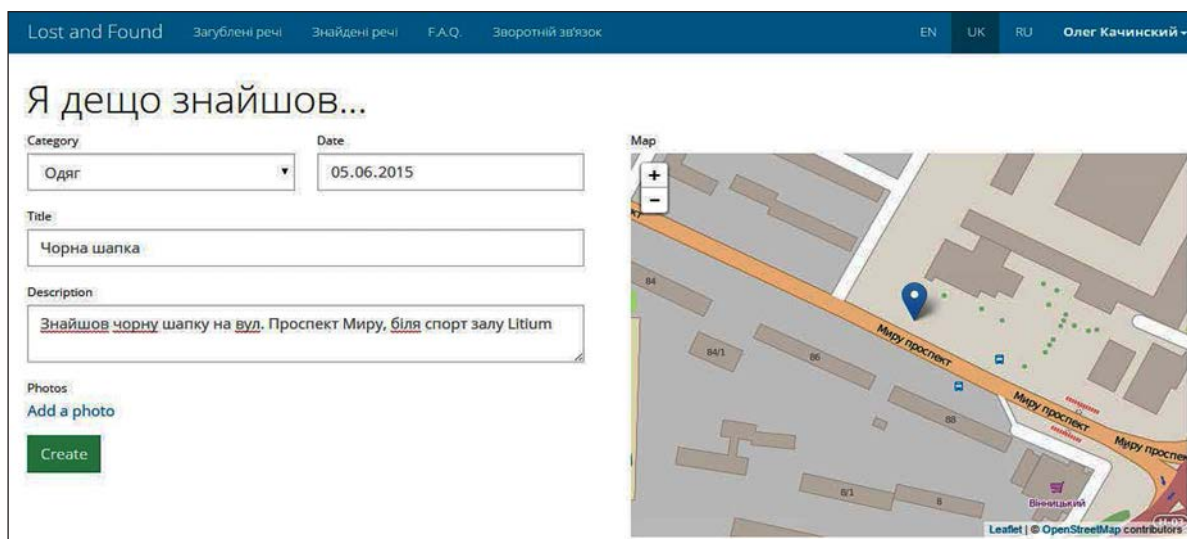 Lost and Found Загублені речі Знайдені речі F.A.Q. Зворотній зв'язок EN UK RU Олег Качинский
Я дещо знайшов...
Category Date
Одяг 05.06.2015
Title
Чорна шапка
Description
Знайшов чорну шапку на вул. Проспект Миру, біля спорт залу Litium
Photos
Add a photo
Create
Map
+
−
84
84/1
86
88
8/1
8
Миру проспект
Миру проспект
Миру проспект
Вінницький
Leaflet | © OpenStreetMap contributors